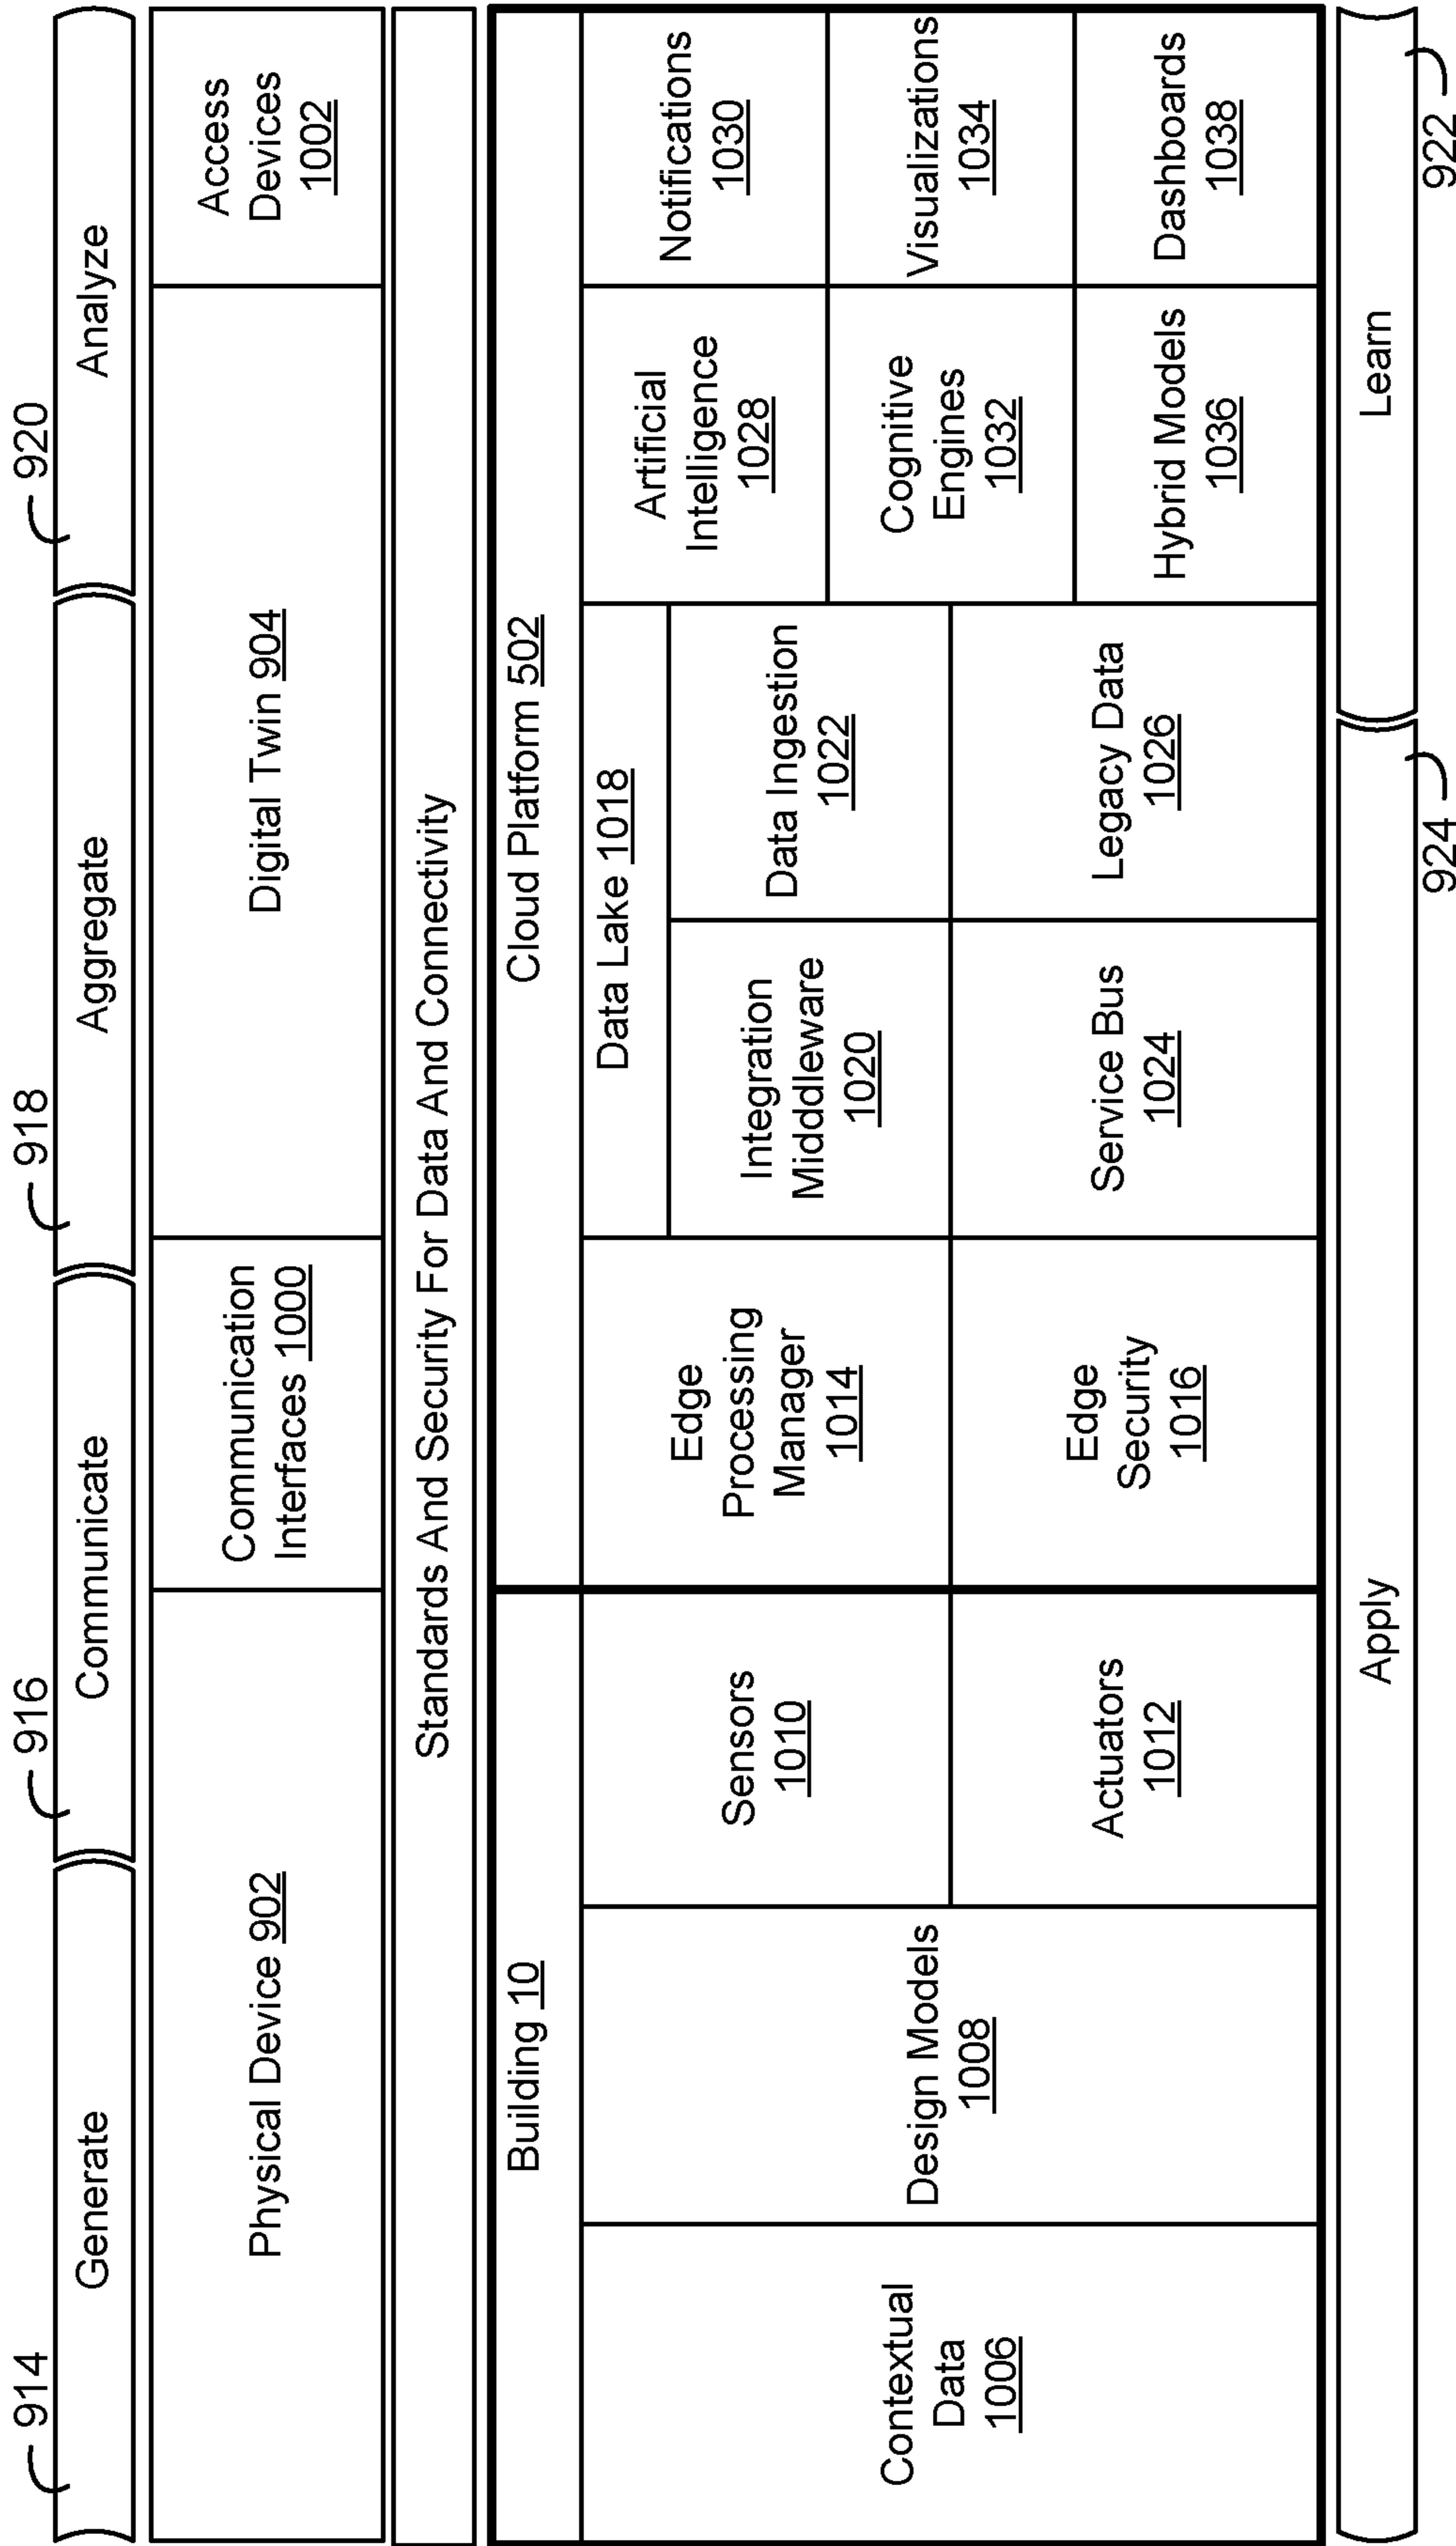 914
916
918
920
Generate
Communicate
Aggregate
Analyze
Physical Device 902
Communication
Interfaces 1000
Digital Twin 904
Access
Devices
1002
Standards And Security For Data And Connectivity
Building 10
Cloud Platform 502
Contextual
Data
1006
Design Models
1008
Sensors
1010
Actuators
1012
Edge
Processing
Manager
1014
Edge
Security
1016
Data Lake 1018
Integration
Midddleware
1020
Data Ingestion
1022
Service Bus
1024
Legacy Data
1026
Artificial
Intelligence
1028
Notifications
1030
Cognitive
Engines
1032
Visualizations
1034
Hybrid Models
1036
Dashboards
1038
Apply
Learn
924
922